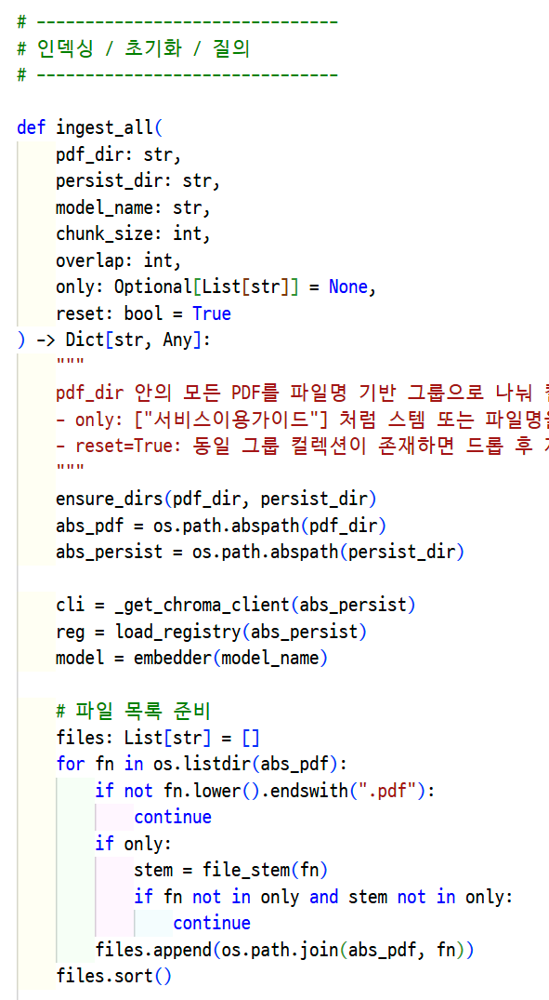 # -------------------------------
# 인덱싱 / 초기화 / 질의
# -------------------------------
def ingest_all(
    pdf_dir: str,
    persist_dir: str,
    model_name: str,
    chunk_size: int,
    overlap: int,
    only: Optional[List[str]] = None,
    reset: bool = True
) -> Dict[str, Any]:
    """
    pdf_dir 안의 모든 PDF를 파일명 기반 그룹으로 나눠
    - only: ["서비스이용가이드"] 처럼 스템 또는 파일명을
    - reset=True: 동일 그룹 컬렉션이 존재하면 드롭 후
    """
    ensure_dirs(pdf_dir, persist_dir)
    abs_pdf = os.path.abspath(pdf_dir)
    abs_persist = os.path.abspath(persist_dir)
    cli = _get_chroma_client(abs_persist)
    reg = load_registry(abs_persist)
    model = embedder(model_name)
    # 파일 목록 준비
    files: List[str] = []
    for fn in os.listdir(abs_pdf):
        if not fn.lower().endswith(".pdf"):
            continue
        if only:
            stem = file_stem(fn)
            if fn not in only and stem not in only:
                continue
        files.append(os.path.join(abs_pdf, fn))
    files.sort()